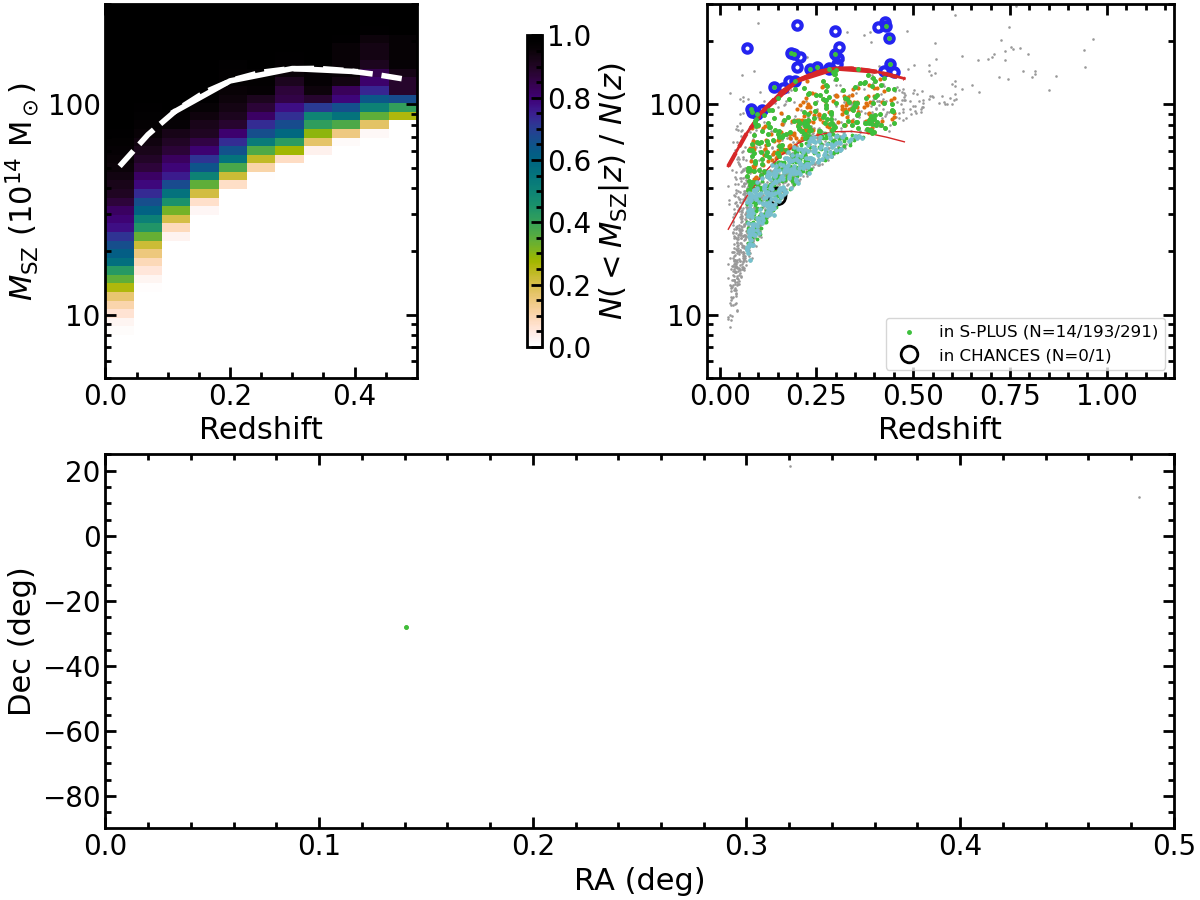 100
10
M_SZ (10^14 M_⊙)
0.0 0.2 0.4
Redshift
1.0
0.8
0.6
0.4
0.2
0.0
N(< M_SZ|z) / N(z)
100
10
in S-PLUS (N=14/193/291)
in CHANCES (N=0/1)
0.00 0.25 0.50 0.75 1.00
Redshift
20
0
−20
−40
−60
−80
Dec (deg)
0.0 0.1 0.2 0.3 0.4 0.5
RA (deg)